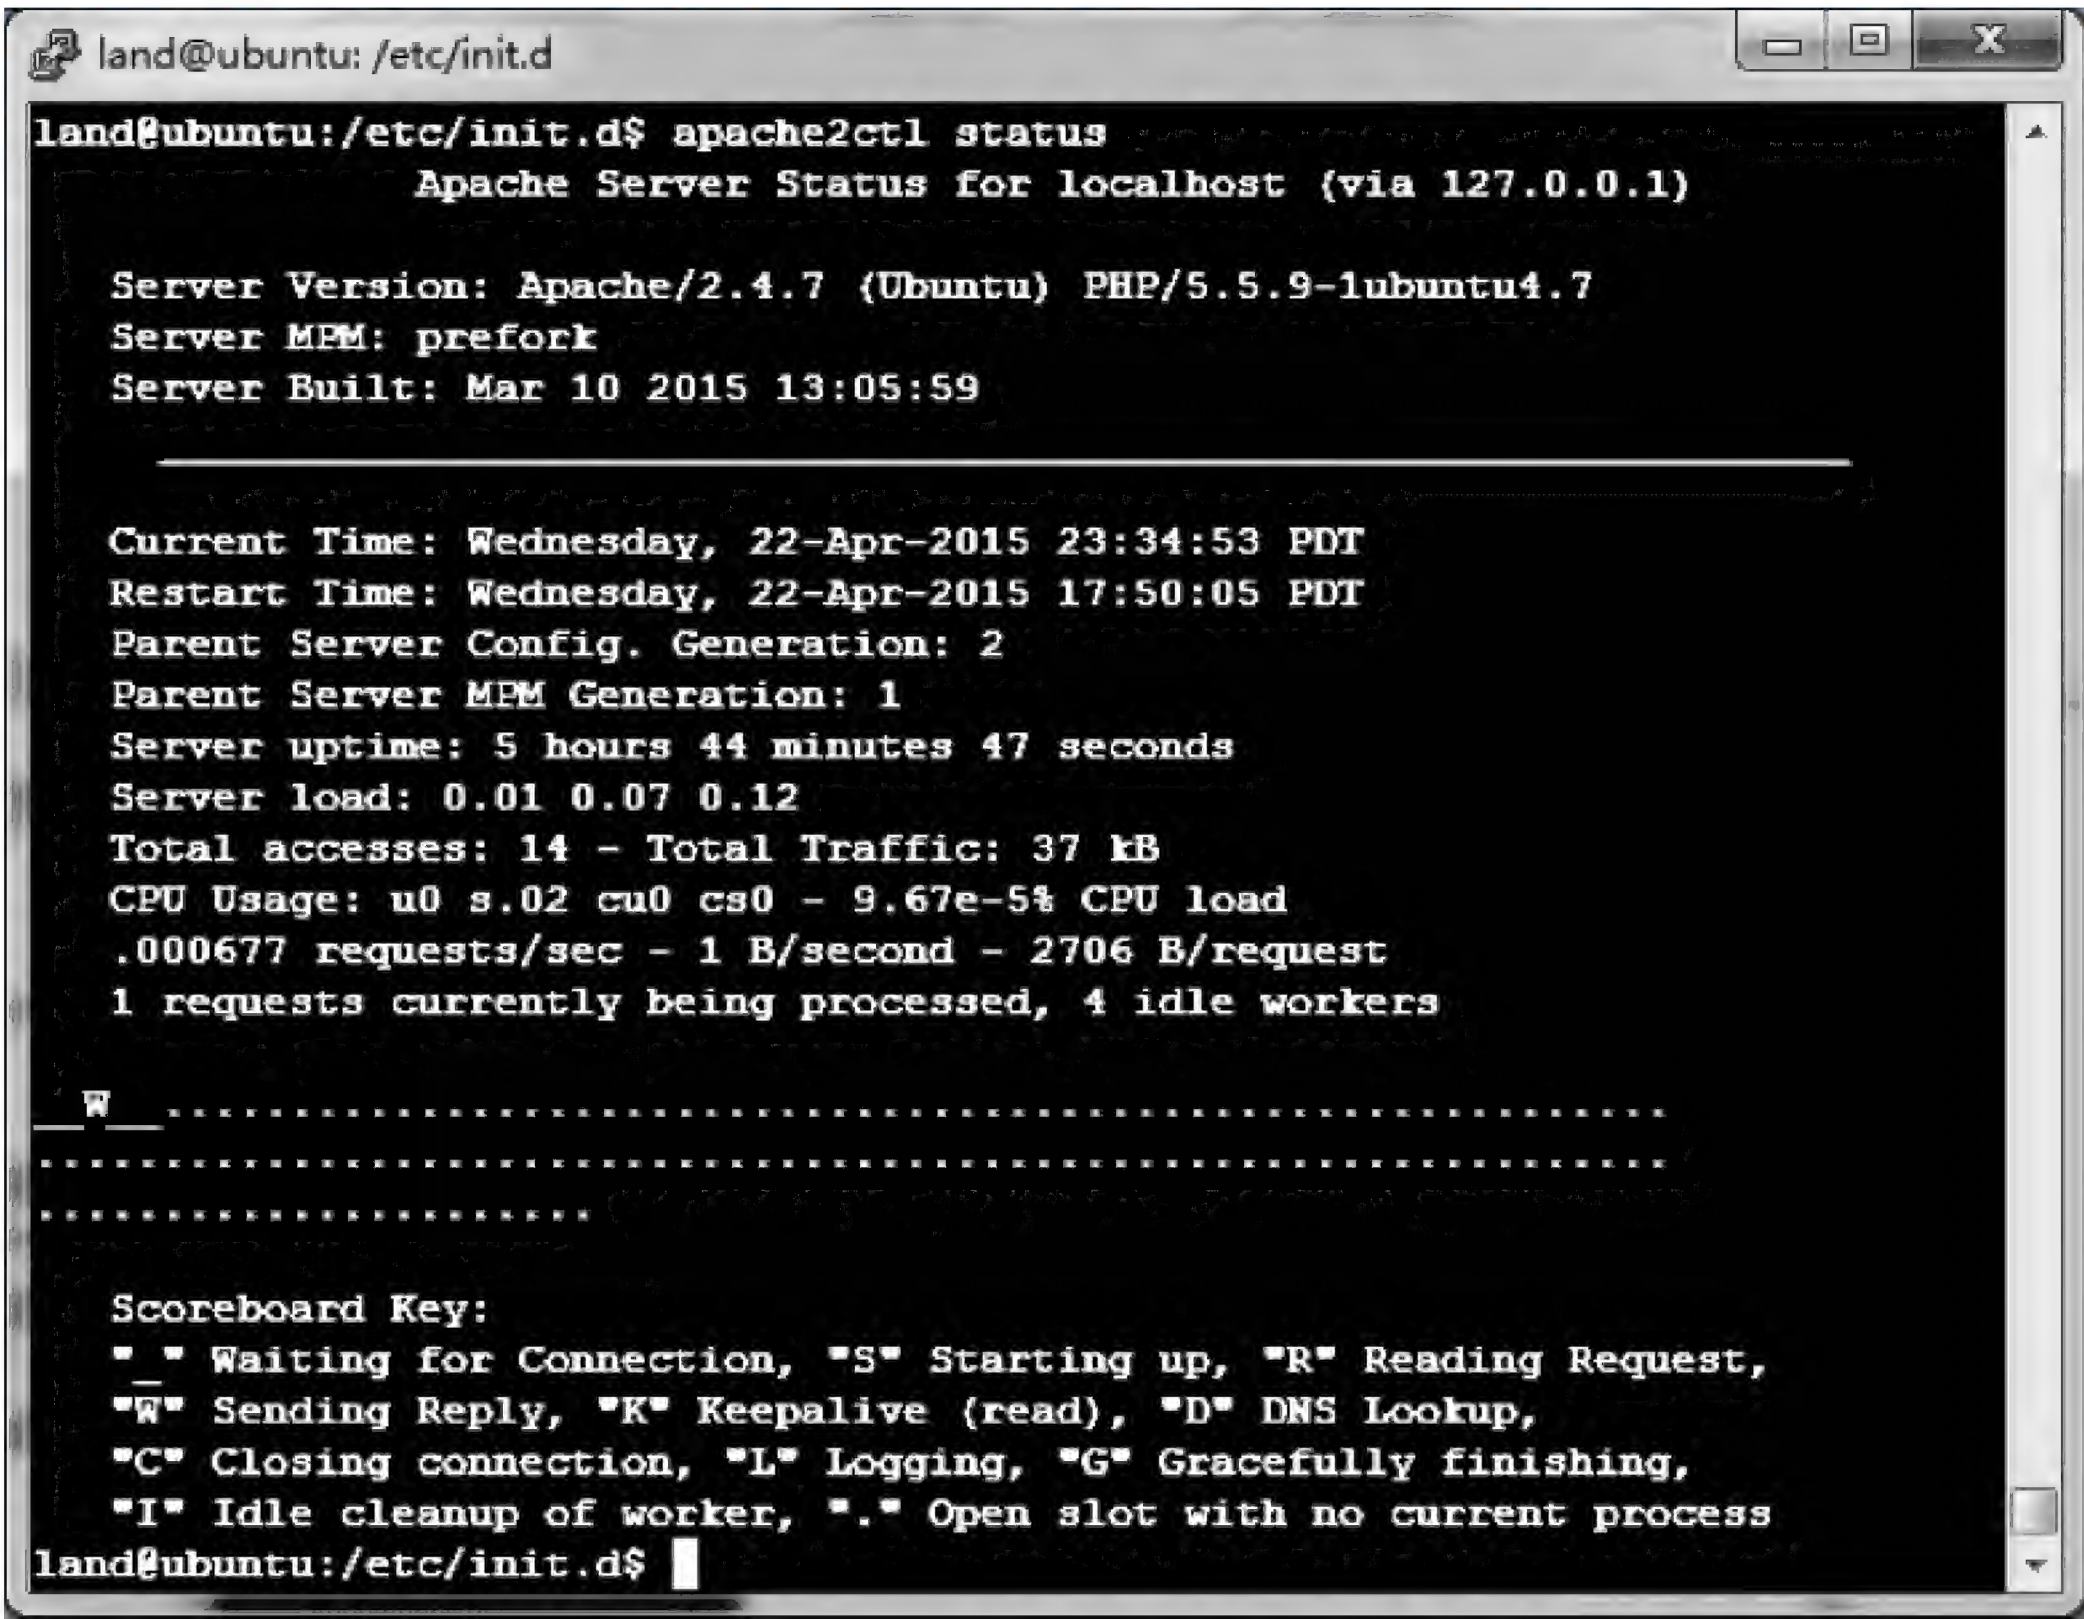 land@ubuntu: /etc/init.d
land@ubuntu:/etc/init.d$ apache2ctl status
Apache Server Status for localhost (via 127.0.0.1)
Server Version: Apache/2.4.7 (Ubuntu) PHP/5.5.9-1ubuntu4.7
Server MPM: prefork
Server Built: Mar 10 2015 13:05:59
Current Time: Wednesday, 22-Apr-2015 23:34:53 PDT
Restart Time: Wednesday, 22-Apr-2015 17:50:05 PDT
Parent Server Config. Generation: 2
Parent Server MPM Generation: 1
Server uptime: 5 hours 44 minutes 47 seconds
Server load: 0.01 0.07 0.12
Total accesses: 14 - Total Traffic: 37 kB
CPU Usage: u0 s.02 cu0 cs0 - 9.67e-5% CPU load
.000677 requests/sec - 1 B/second - 2706 B/request
1 requests currently being processed, 4 idle workers
__W__...........................................................
................................................................
......................
Scoreboard Key:
"_" Waiting for Connection, "S" Starting up, "R" Reading Request,
"W" Sending Reply, "K" Keepalive (read), "D" DNS Lookup,
"C" Closing connection, "L" Logging, "G" Gracefully finishing,
"I" Idle cleanup of worker, "." Open slot with no current process
land@ubuntu:/etc/init.d$